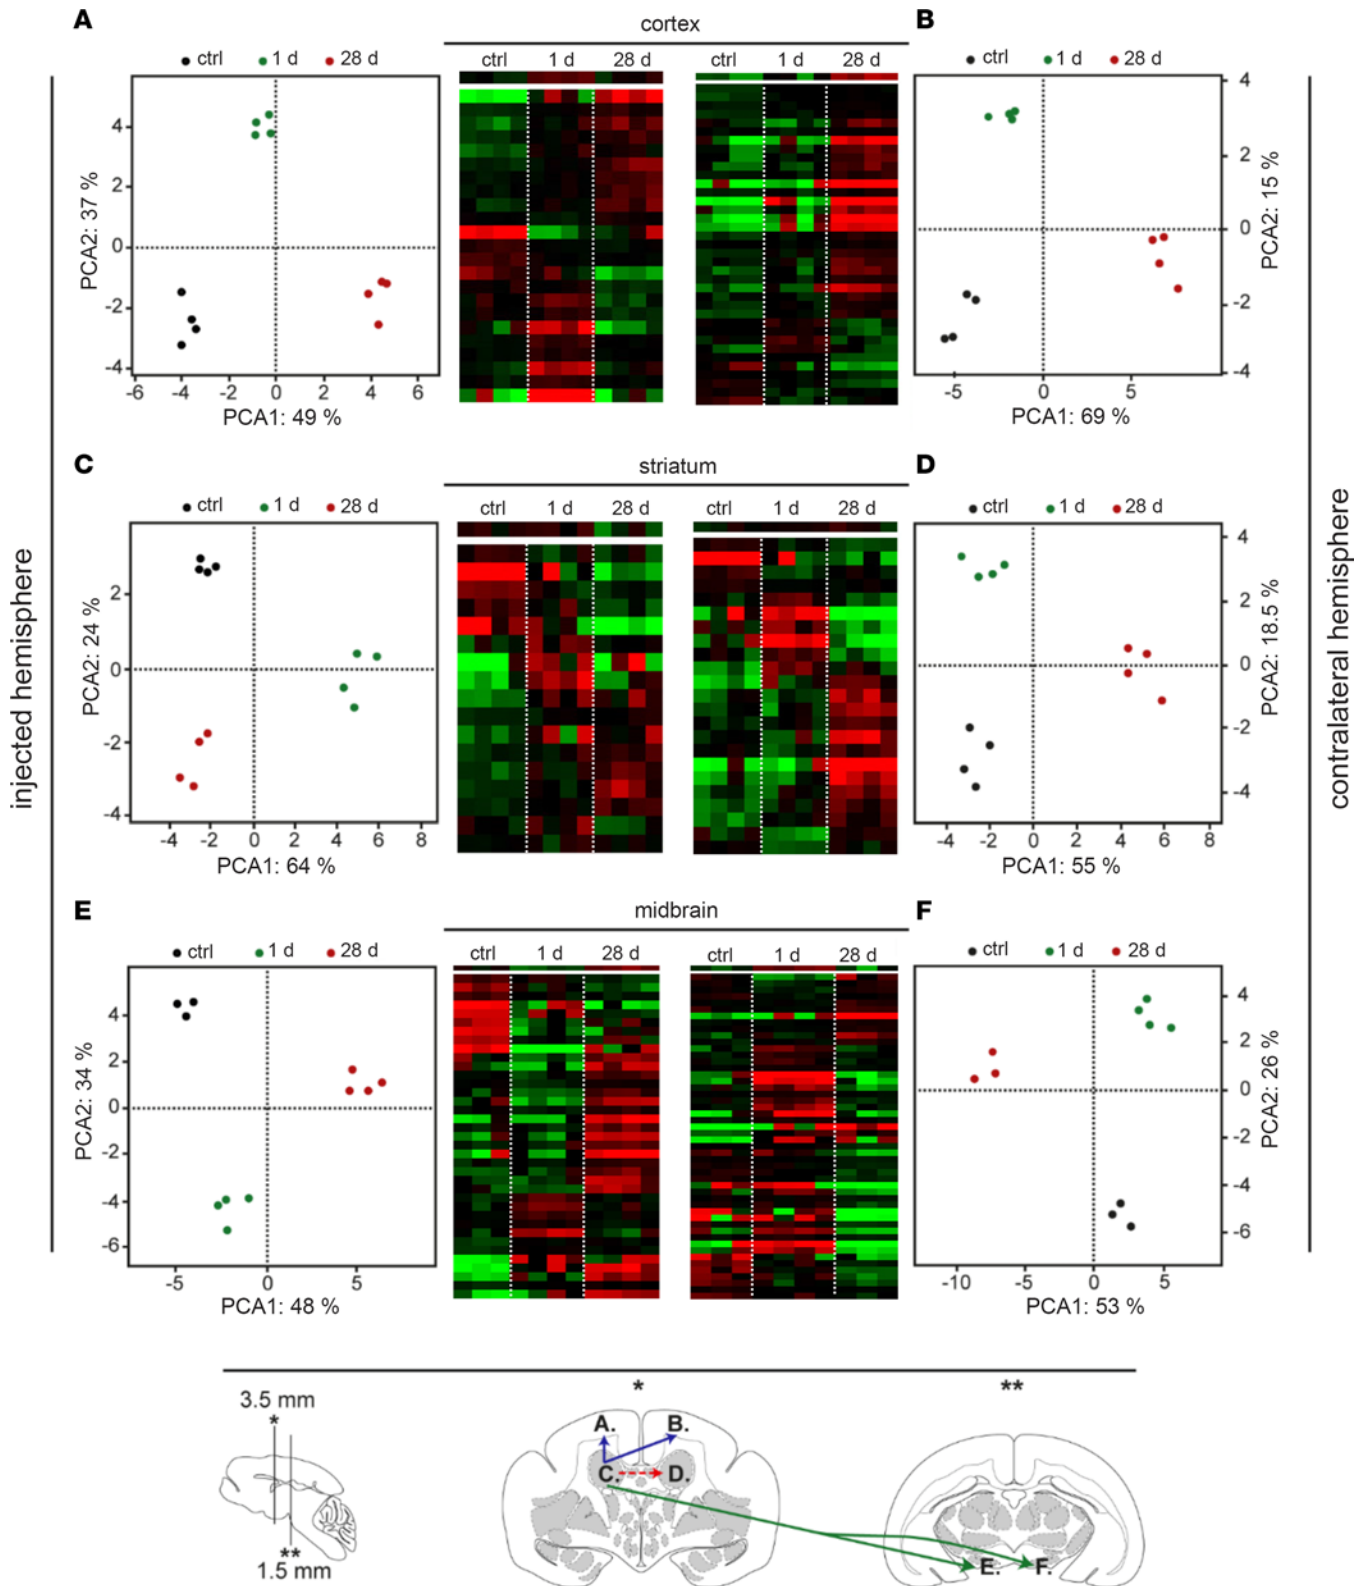 A
cortex
B
ctrl 1 d 28 d
ctrl 1 d 28 d
ctrl 1 d 28 d
ctrl 1 d 28 d
PCA2: 37 %
4
2
0
-2
-4
-6 -4 -2 0 2 4 6
PCA1: 49 %
4
2
0
-2
-4
PCA2: 15 %
-5 0 5
PCA1: 69 %
C
striatum
D
ctrl 1 d 28 d
ctrl 1 d 28 d
ctrl 1 d 28 d
ctrl 1 d 28 d
injected hemisphere
PCA2: 24 %
2
0
-2
-4
-4 -2 0 2 4 6 8
PCA1: 64 %
4
2
0
-2
-4
PCA2: 18.5 %
-4 -2 0 2 4 6 8
PCA1: 55 %
contralateral hemisphere
E
midbrain
F
ctrl 1 d 28 d
ctrl 1 d 28 d
ctrl 1 d 28 d
ctrl 1 d 28 d
PCA2: 34 %
4
2
0
-2
-4
-6
-5 0 5
PCA1: 48 %
4
2
0
-2
-4
-6
PCA2: 26 %
-10 -5 0 5
PCA1: 53 %
3.5 mm
*
**
1.5 mm
*
A. B.
C. D.
**
E. F.